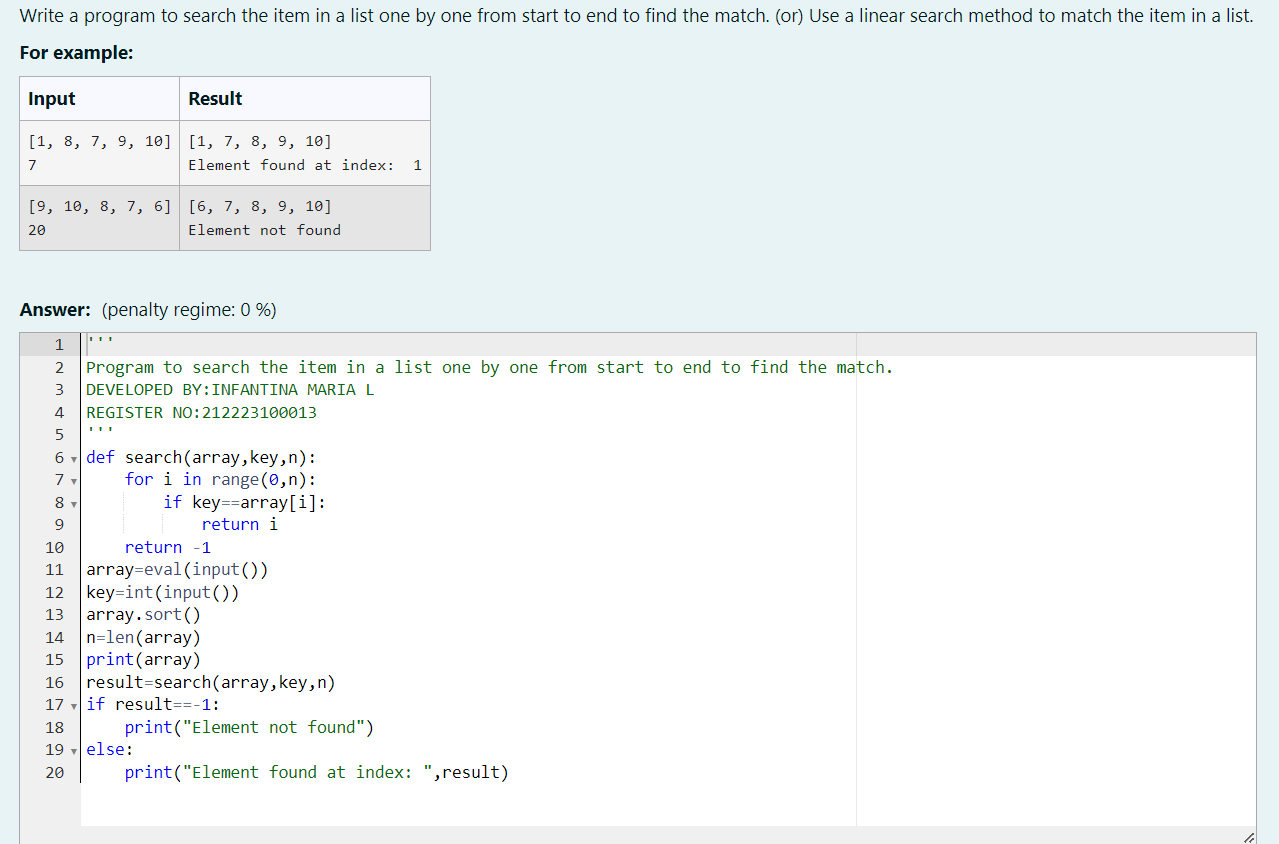 Write a program to search the item in a list one by one from start to end to find the match. (or) Use a linear search method to match the item in a list.
For example:
Input Result
[1, 8, 7, 9, 10] [1, 7, 8, 9, 10]
7 Element found at index:  1
[9, 10, 8, 7, 6] [6, 7, 8, 9, 10]
20 Element not found
Answer: (penalty regime: 0 %)
1 '''
2 Program to search the item in a list one by one from start to end to find the match.
3 DEVELOPED BY:INFANTINA MARIA L
4 REGISTER NO:212223100013
5 '''
6 def search(array,key,n):
7     for i in range(0,n):
8         if key==array[i]:
9             return i
10     return -1
11 array=eval(input())
12 key=int(input())
13 array.sort()
14 n=len(array)
15 print(array)
16 result=search(array,key,n)
17 if result==-1:
18     print("Element not found")
19 else:
20     print("Element found at index: ",result)